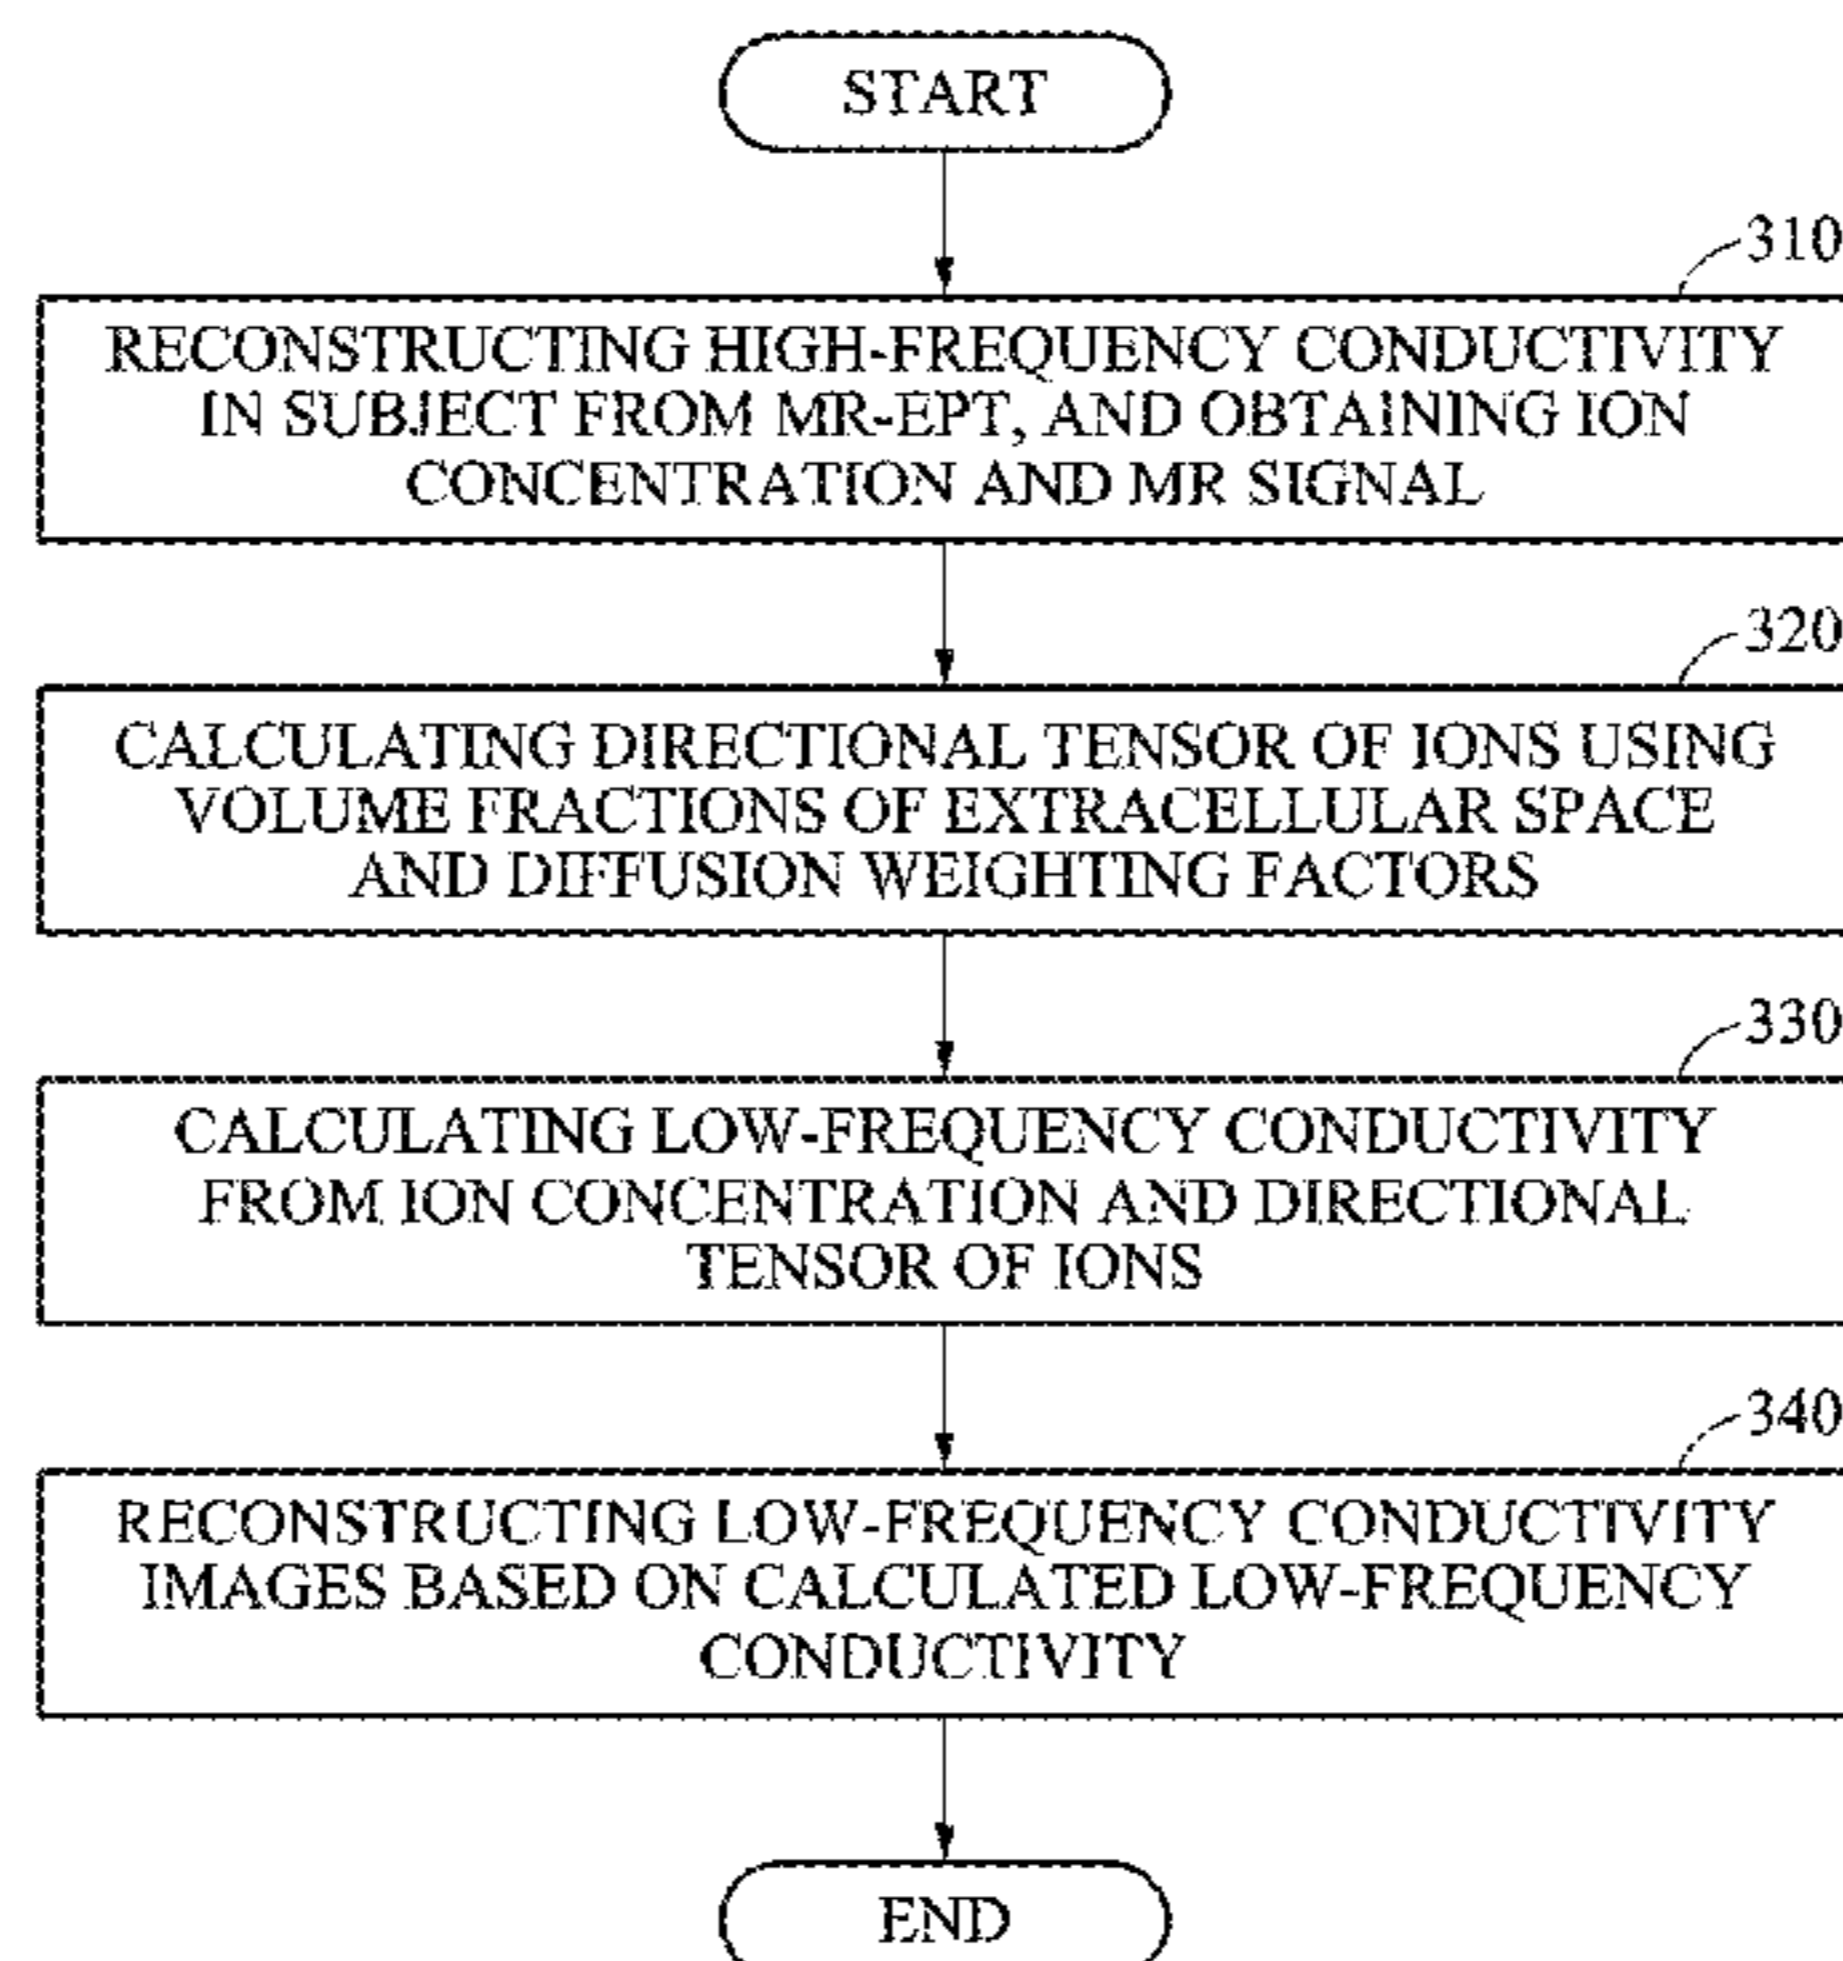 START
310
RECONSTRUCTING HIGH-FREQUENCY CONDUCTIVITY
IN SUBJECT FROM MR-EPT, AND OBTAINING ION
CONCENTRATION AND MR SIGNAL
320
CALCULATING DIRECTIONAL TENSOR OF IONS USING
VOLUME FRACTIONS OF EXTRACELLULAR SPACE
AND DIFFUSION WEIGHTING FACTORS
330
CALCULATING LOW-FREQUENCY CONDUCTIVITY
FROM ION CONCENTRATION AND DIRECTIONAL
TENSOR OF IONS
340
RECONSTRUCTING LOW-FREQUENCY CONDUCTIVITY
IMAGES BASED ON CALCULATED LOW-FREQUENCY
CONDUCTIVITY
END